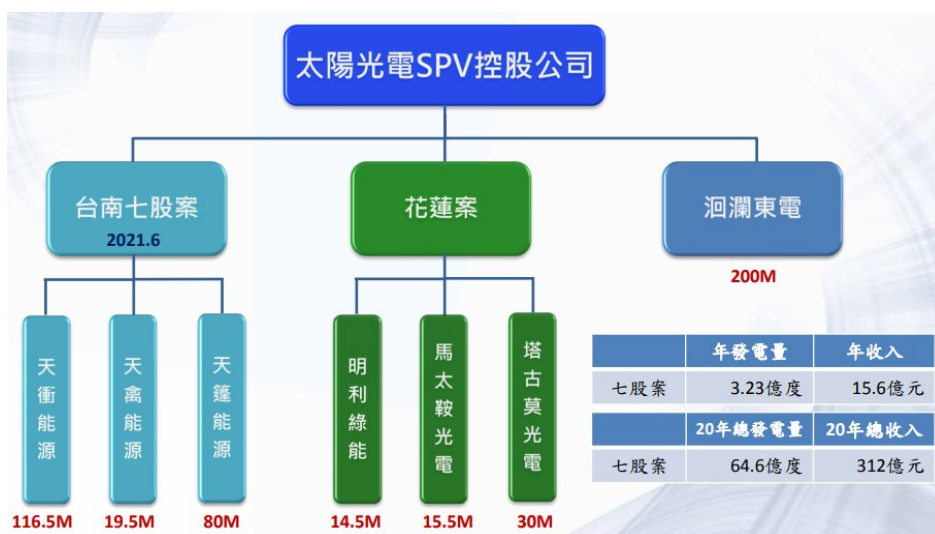 太陽光電SPV控股公司
台南七股案
2021.6
花蓮案
洄瀾東電
200M
天衝能源
天禽能源
天篷能源
明利綠能
馬太鞍光電
塔古莫光電
116.5M
19.5M
80M
14.5M
15.5M
30M
年發電量 年收入
七股案 3.23億度 15.6億元
20年總發電量 20年總收入
七股案 64.6億度 312億元